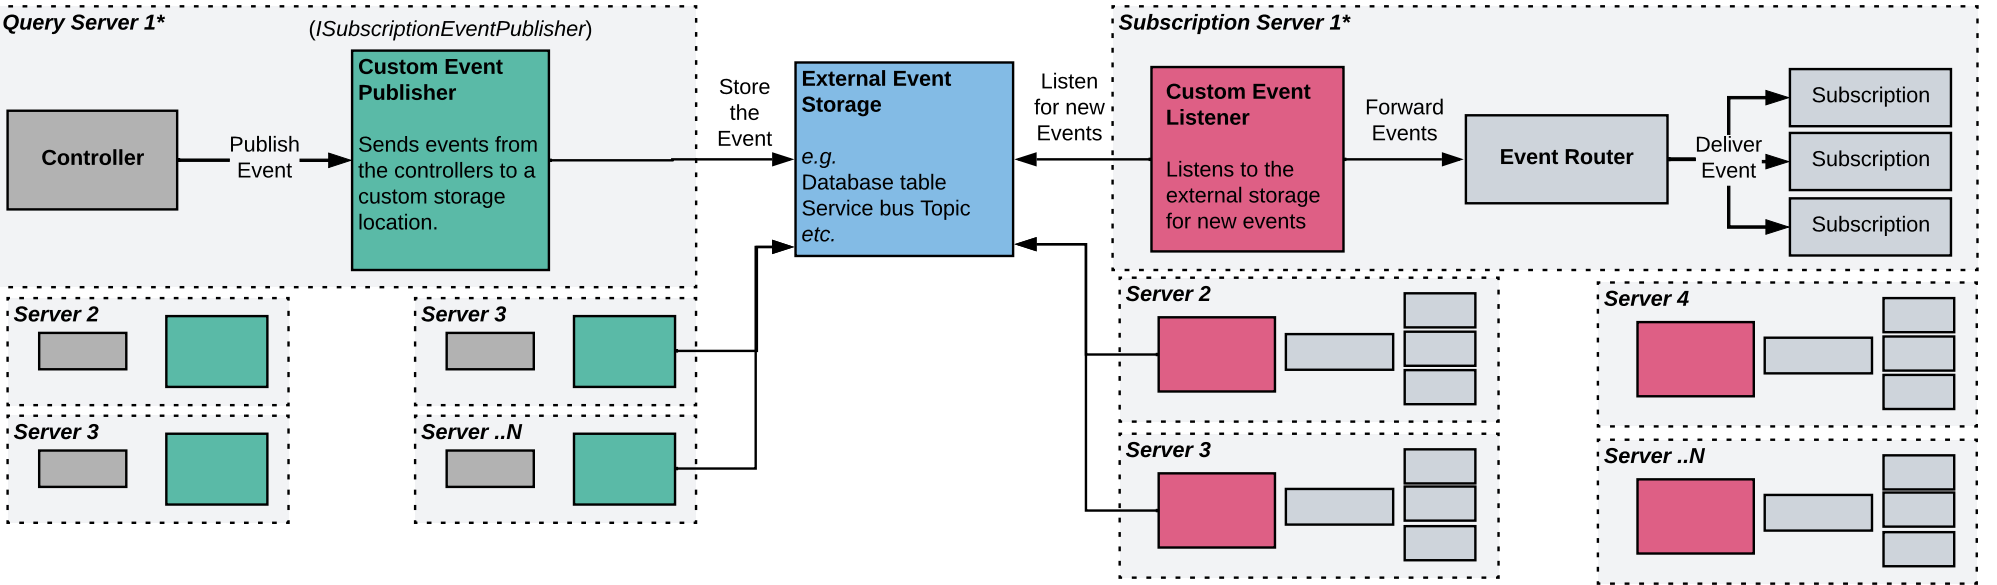 Query Server 1*
(ISubscriptionEventPublisher)
Controller
Publish
Event
Custom Event
Publisher
Sends events from
the controllers to a
custom storage
location.
Store
the
Event
External Event
Storage
e.g.
Database table
Service bus Topic
etc.
Listen
for new
Events
Subscription Server 1*
Custom Event
Listener
Listens to the
external storage
for new events
Forward
Events
Event Router
Deliver
Event
Subscription
Subscription
Subscription
Server 2
Server 3
Server 3
Server ..N
Server 2
Server 4
Server 3
Server ..N